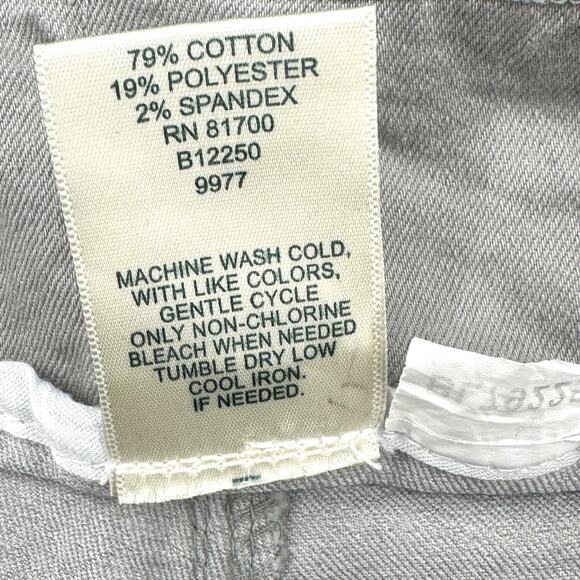 79% COTTON
19% POLYESTER
2% SPANDEX
RN 81700
B12250
9977
MACHINE WASH COLD,
WITH LIKE COLORS,
GENTLE CYCLE
ONLY NON-CHLORINE
BLEACH WHEN NEEDED
TUMBLE DRY LOW
COOL IRON.
IF NEEDED.